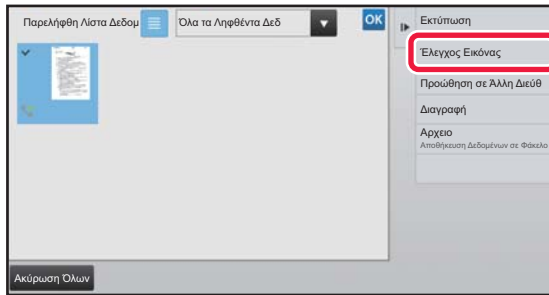 Παρελήφθη Λίστα Δεδομ
Όλα τα Ληφθέντα Δεδ
OK
Εκτύπωση
Έλεγχος Εικόνας
Προώθηση σε Άλλη Διεύθ
Διαγραφή
Αρχειο
Αποθήκευση Δεδομένων σε Φάκελο
Ακύρωση Όλων